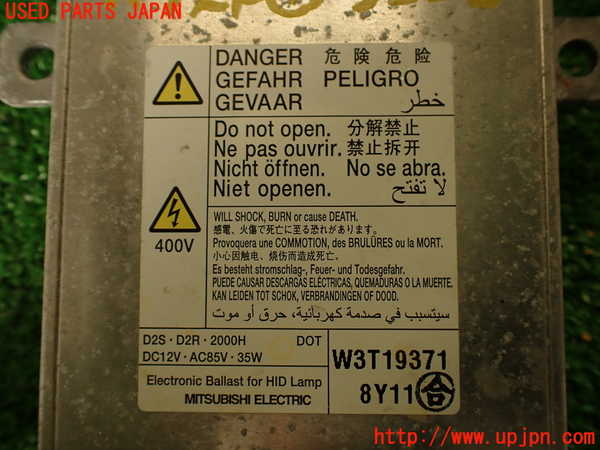 USED PARTS JAPAN
DANGER 危険危险
GEFAHR PELIGRO
GEVAAR خطر
Do not open. 分解禁止
Ne pas ouvrir. 禁止拆开
Nicht öffnen. No se abra.
Niet openen. لا تفتح
400V
WILL SHOCK, BURN or cause DEATH.
感電、火傷で死亡に至る恐れがあります。
Provoquera une COMMOTION, des BRULÛRES ou la MORT.
小心因触电、烧伤而造成死亡。
Es besteht stromschlag-, Feuer- und Todesgefahr.
PUEDE CAUSAR DESCARGAS ELÉCTRICAS, QUEMADURAS O LA MUERTE.
KAN LEIDEN TOT SCHOK, VERBRANDINGEN OF DOOD.
سيتسبب في صدمة كهربائية، حرق أو موت
D2S・D2R・2000H DOT
DC12V・AC85V・35W
W3T19371
8Y11 合
Electronic Ballast for HID Lamp
MITSUBISHI ELECTRIC
http://www.upjpn.com